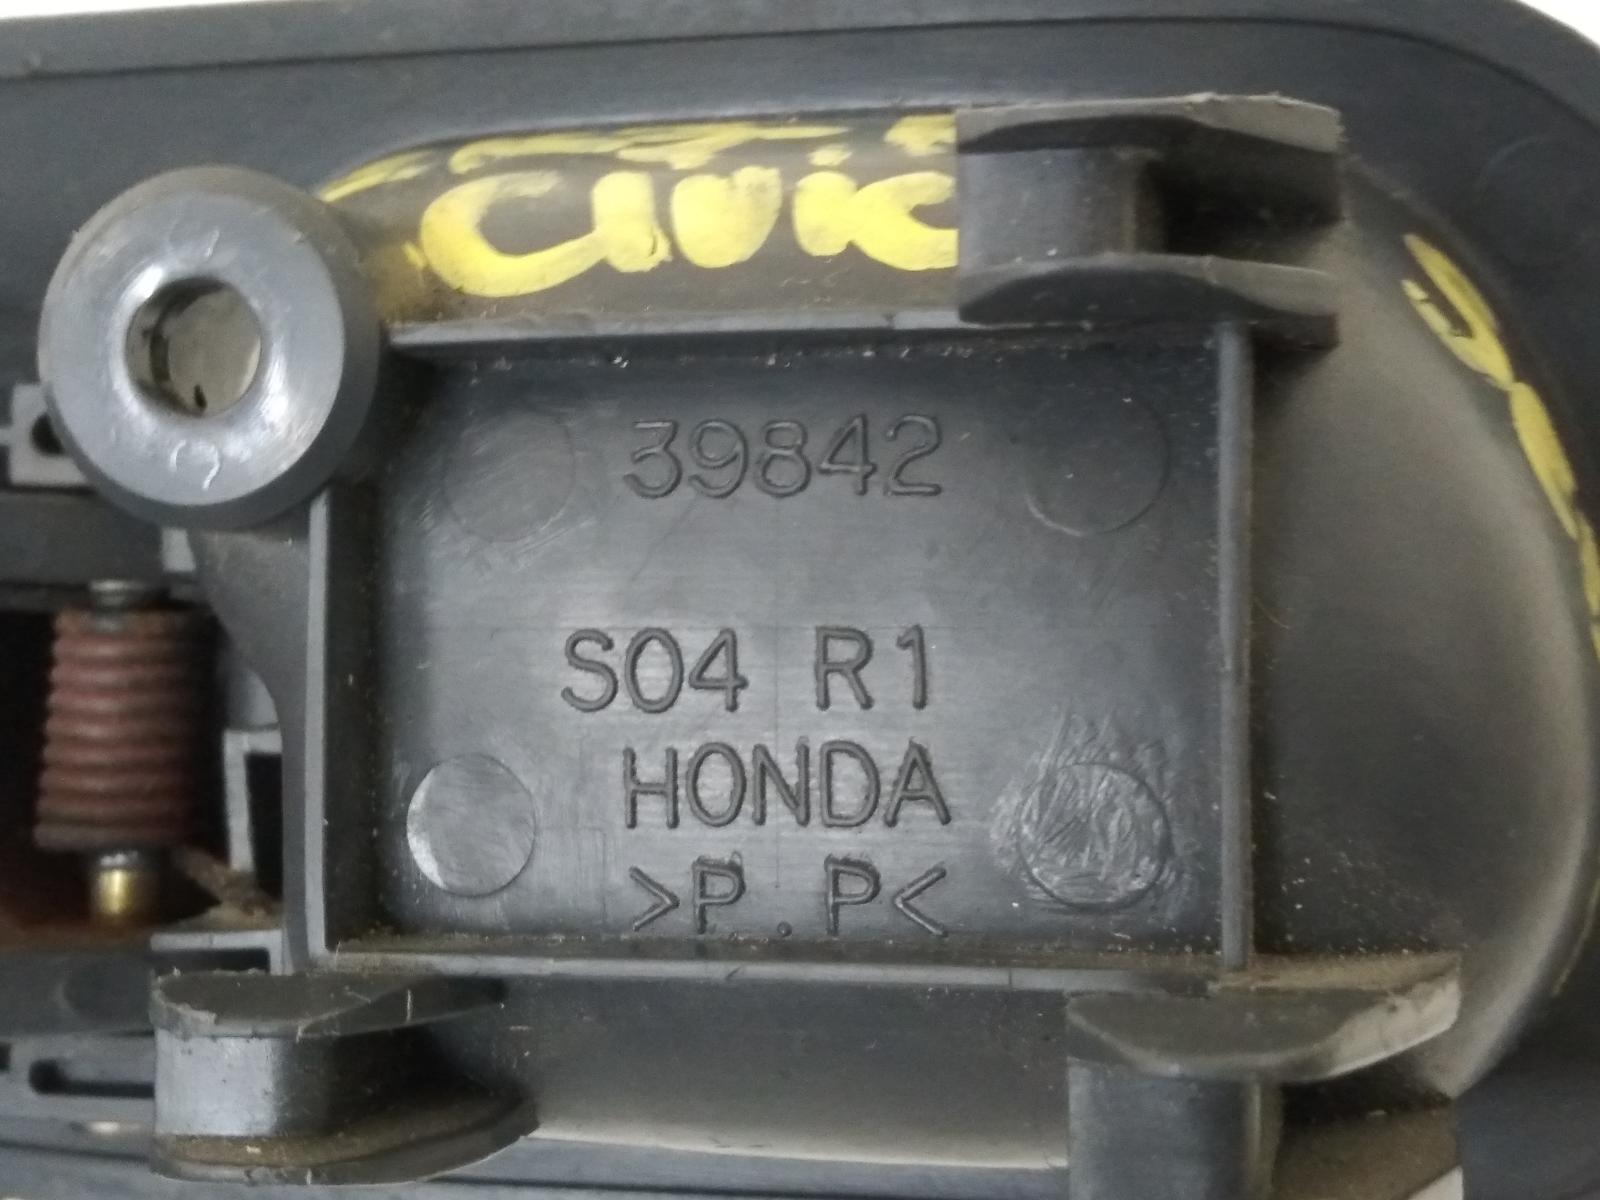 Civic
39842
S04 R1
HONDA
>P.P<